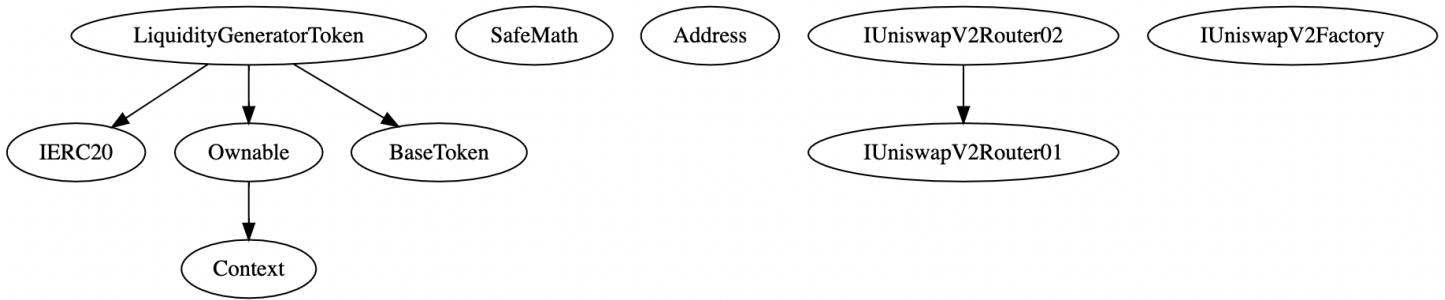 LiquidityGeneratorToken
SafeMath
Address
IUniswapV2Router02
IUniswapV2Factory
IERC20
Ownable
BaseToken
IUniswapV2Router01
Context